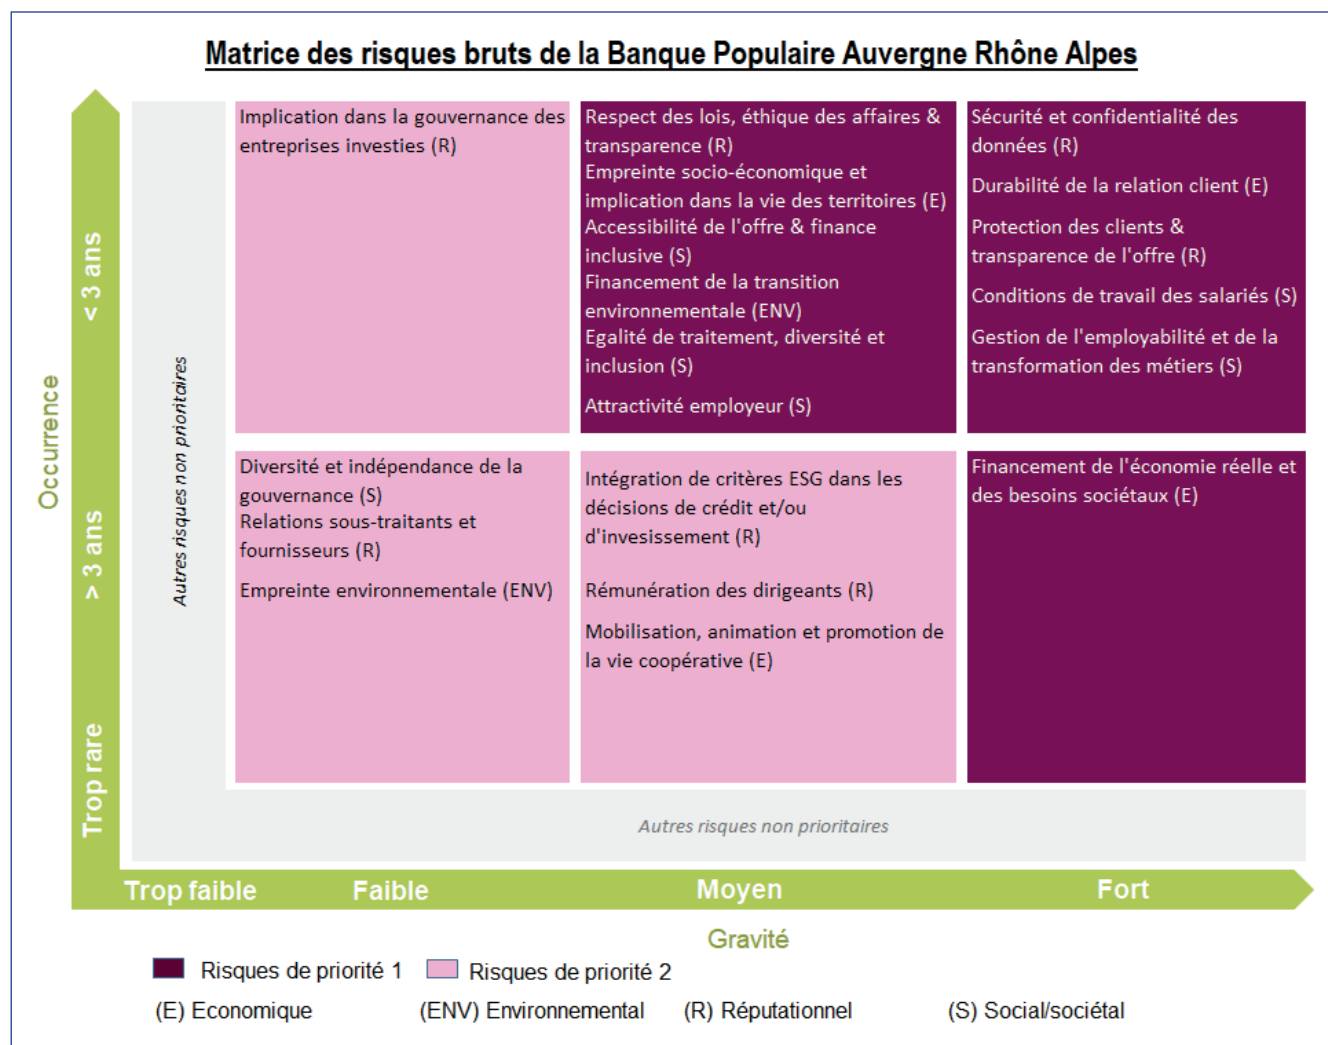 Matrice des risques bruts de la Banque Populaire Auvergne Rhône Alpes
Occurrence
< 3 ans
> 3 ans
Trop rare
Autres risques non prioritaires
Implication dans la gouvernance des
entreprises investies (R)
Respect des lois, éthique des affaires &
transparence (R)
Empreinte socio-économique et
implication dans la vie des territoires (E)
Accessibilité de l'offre & finance
inclusive (S)
Financement de la transition
environnementale (ENV)
Egalité de traitement, diversité et
inclusion (S)
Attractivité employeur (S)
Sécurité et confidentialité des
données (R)
Durabilité de la relation client (E)
Protection des clients &
transparence de l'offre (R)
Conditions de travail des salariés (S)
Gestion de l'employabilité et de la
transformation des métiers (S)
Diversité et indépendance de la
gouvernance (S)
Relations sous-traitants et
fournisseurs (R)
Empreinte environnementale (ENV)
Intégration de critères ESG dans les
décisions de crédit et/ou
d'invesissement (R)
Rémunération des dirigeants (R)
Mobilisation, animation et promotion de
la vie coopérative (E)
Financement de l'économie réelle et
des besoins sociétaux (E)
Autres risques non prioritaires
Trop faible
Faible
Moyen
Fort
Gravité
Risques de priorité 1
Risques de priorité 2
(E) Economique
(ENV) Environnemental
(R) Réputationnel
(S) Social/sociétal